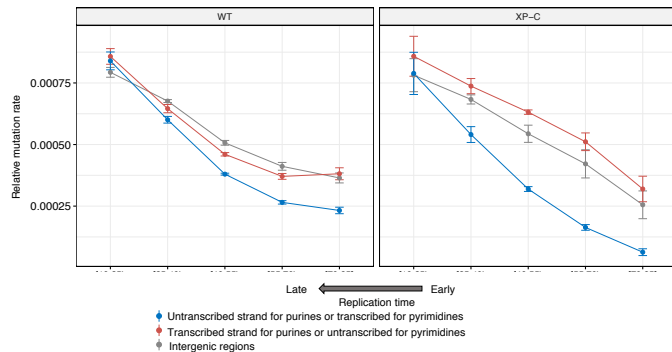 WT XP-C
Relative mutation rate
0.00075
0.00050
0.00025
Late Early
Replication time
Untranscribed strand for purines or transcribed for pyrimidines
Transcribed strand for purines or untranscribed for pyrimidines
Intergenic regions